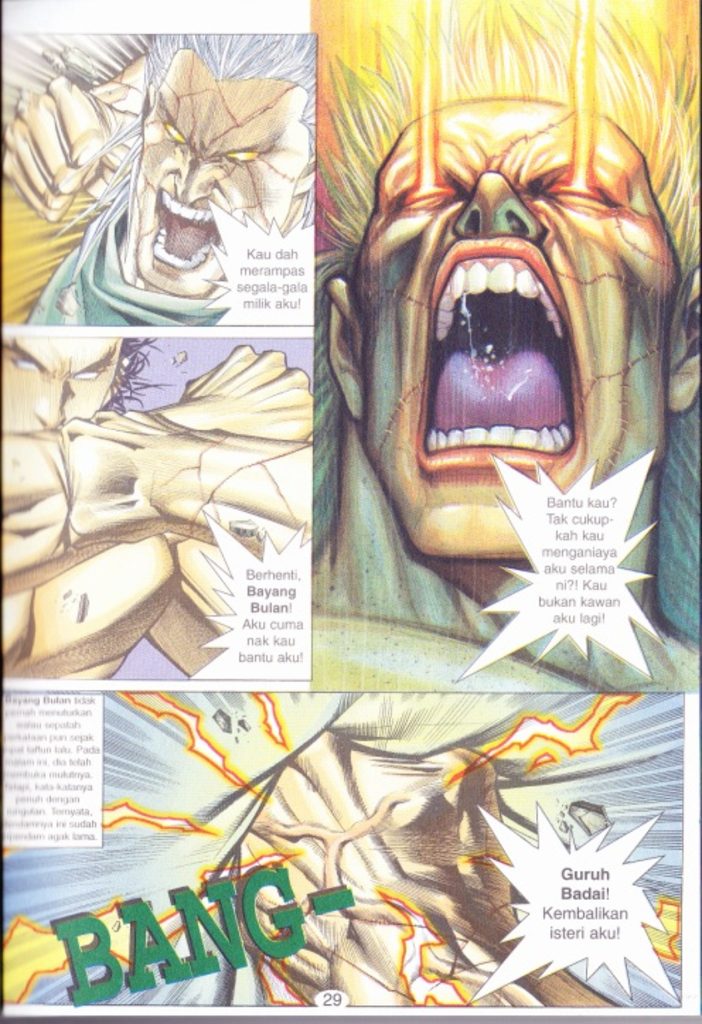 Kau dah
merampas
segala-gala
milik aku!
Bantu kau?
Tak cukup-
kah kau
menganiaya
aku selama
ni?! Kau
bukan kawan
aku lagi!
Berhenti,
Bayang
Bulan!
Aku cuma
nak kau
bantu aku!
Bayang Bulan tidak
pernah menuturkan
walau sepatah
perkataan pun sejak
tahun lalu. Pada
malam ini, dia telah
membuka mulutnya.
Tetapi, kata-katanya
penuh dengan
Ternyata,
ini sudah
agak lama.
Guruh
Badai!
Kembalikan
isteri aku!
BANG-
29